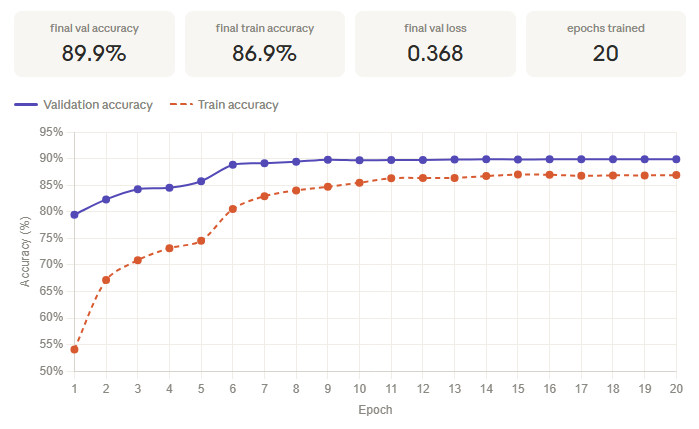 final val accuracy final train accuracy final val loss epochs trained
89.9% 86.9% 0.368 20
Validation accuracy Train accuracy
95%
90%
85%
80%
75%
70%
65%
60%
55%
50%
Accuracy (%)
1 2 3 4 5 6 7 8 9 10 11 12 13 14 15 16 17 18 19 20
Epoch